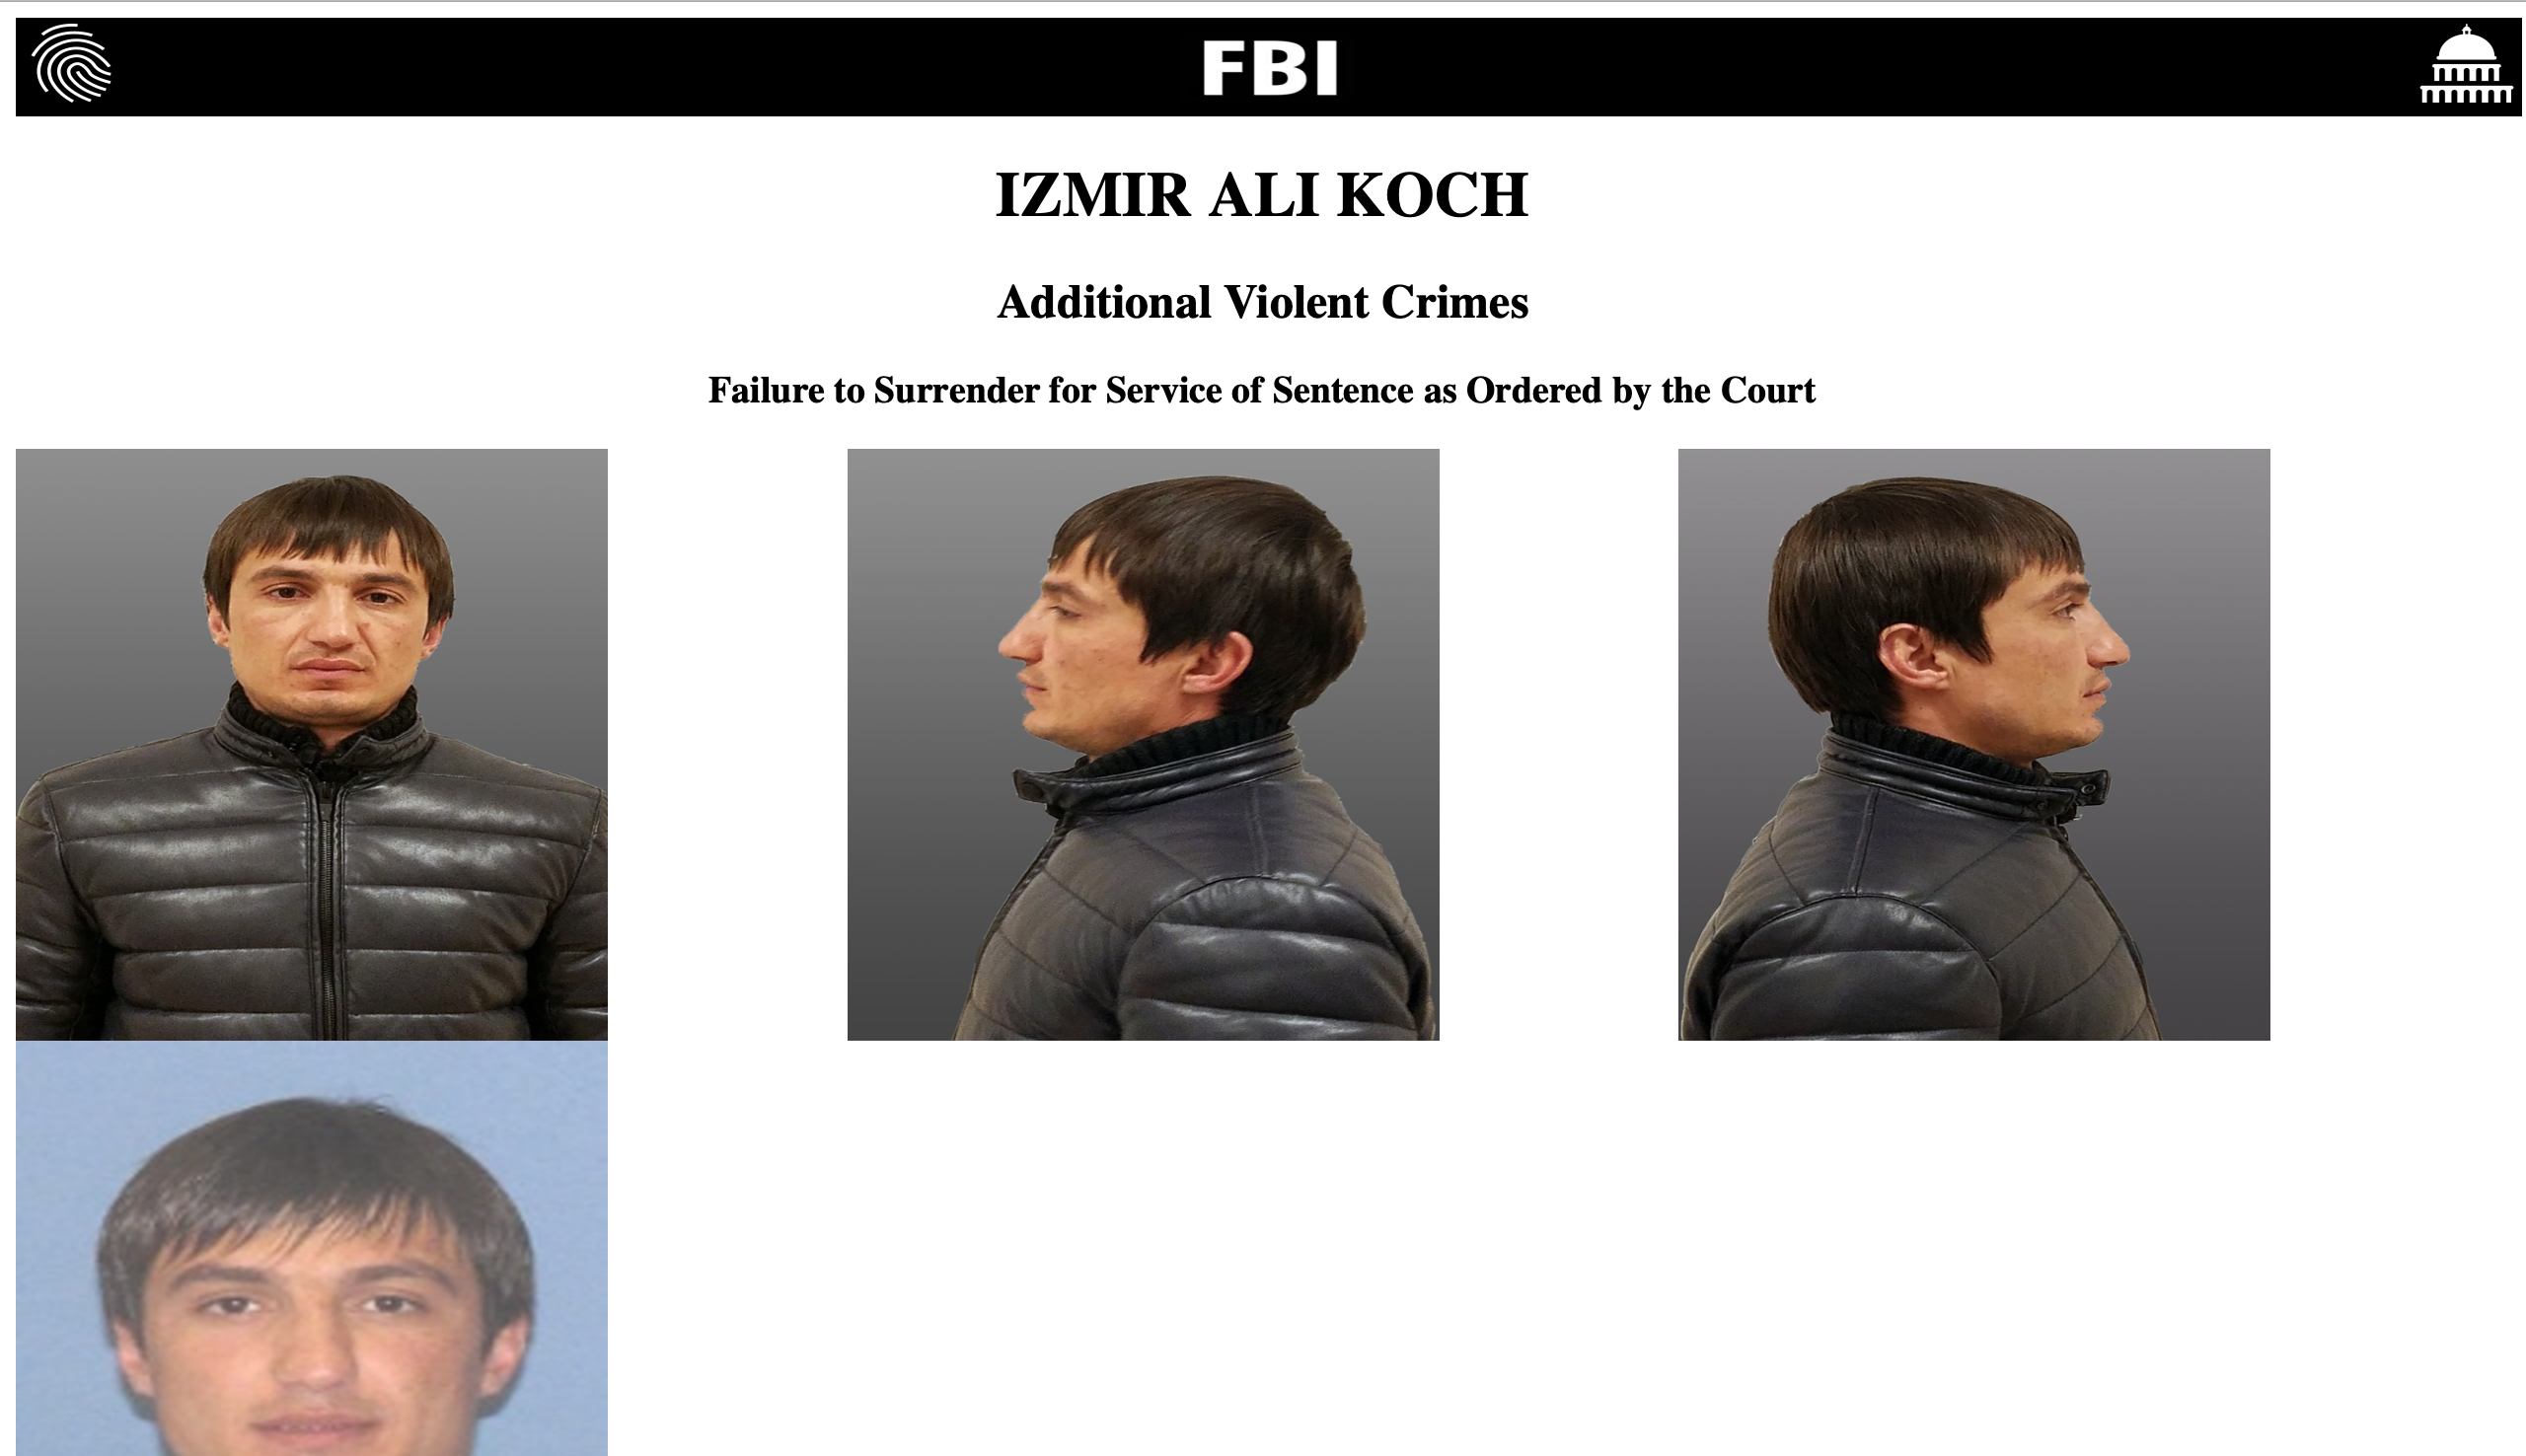 FBI
IZMIR ALI KOCH
Additional Violent Crimes
Failure to Surrender for Service of Sentence as Ordered by the Court